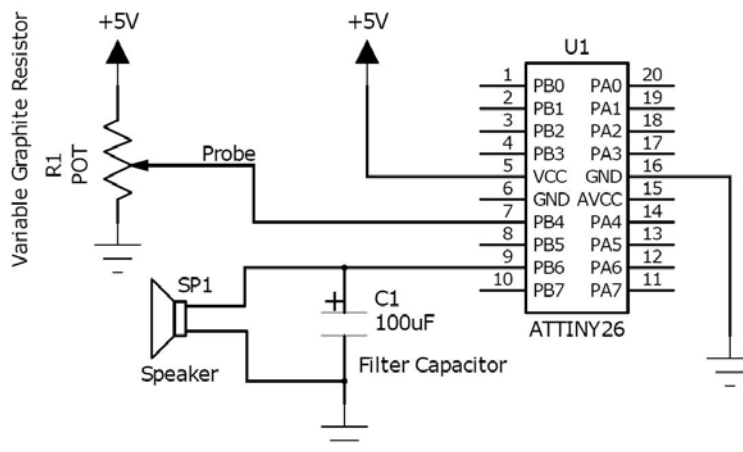 +5V
+5V
Variable Graphite Resistor
R1
POT
Probe
U1
1 PB0 PA0 20
2 PB1 PA1 19
3 PB2 PA2 18
4 PB3 PA3 17
5 VCC GND 16
6 GND AVCC 15
7 PB4 PA4 14
8 PB5 PA5 13
9 PB6 PA6 12
10 PB7 PA7 11
ATTINY26
SP1
Speaker
+
C1
100uF
Filter Capacitor